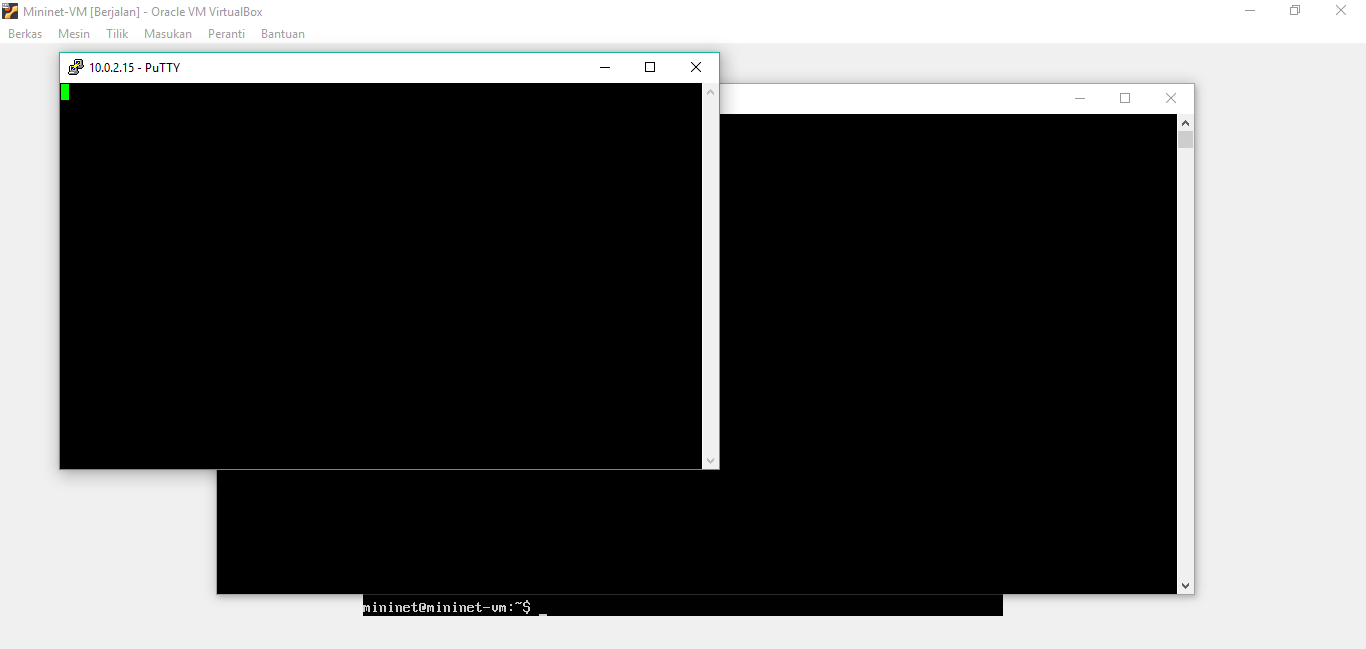 Mininet-VM [Berjalan] - Oracle VM VirtualBox
Berkas Mesin Tilik Masukan Peranti Bantuan
10.0.2.15 - PuTTY
mininet@mininet-vm:~$ _